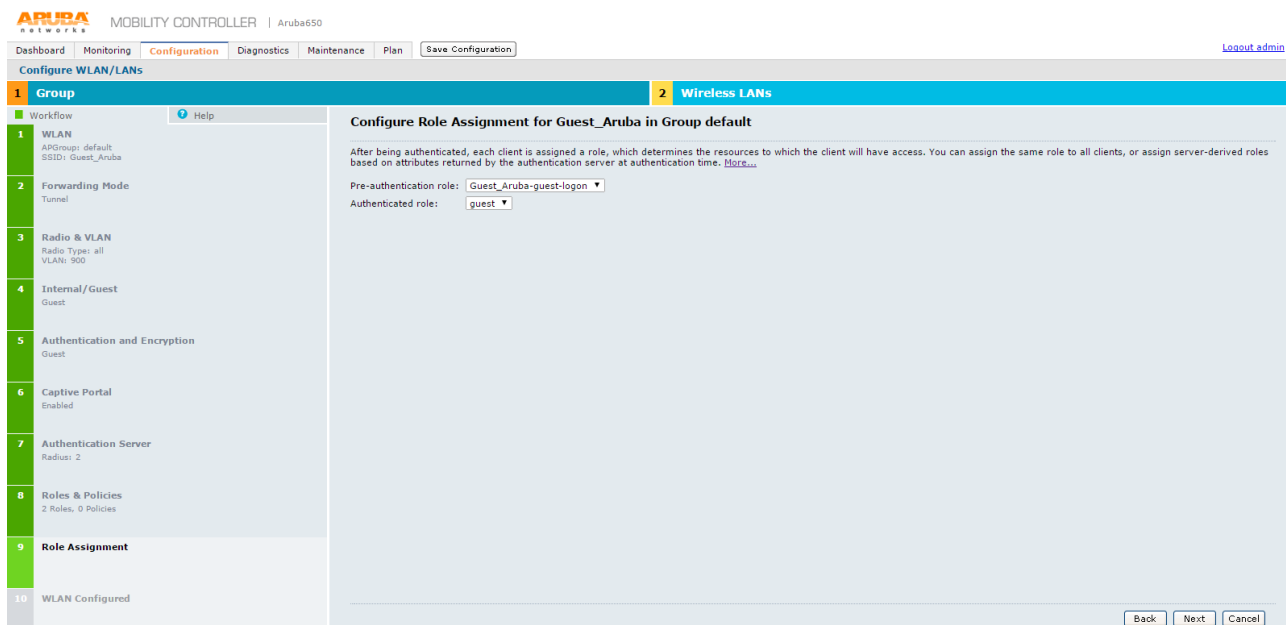 ARUBA
networks
MOBILITY CONTROLLER | Aruba650
Dashboard Monitoring Configuration Diagnostics Maintenance Plan Save Configuration
Logout admin
Configure WLAN/LANs
1 Group
2 Wireless LANs
Workflow
? Help
1 WLAN
APGroup: default
SSID: Guest_Aruba
2 Forwarding Mode
Tunnel
3 Radio & VLAN
Radio Type: all
VLAN: 900
4 Internal/Guest
Guest
5 Authentication and Encryption
Guest
6 Captive Portal
Enabled
7 Authentication Server
Radius: 2
8 Roles & Policies
2 Roles, 0 Policies
9 Role Assignment
10 WLAN Configured
Configure Role Assignment for Guest_Aruba in Group default
After being authenticated, each client is assigned a role, which determines the resources to which the client will have access. You can assign the same role to all clients, or assign server-derived roles
based on attributes returned by the authentication server at authentication time. More...
Pre-authentication role: Guest_Aruba-guest-logon
Authenticated role: guest
Back Next Cancel